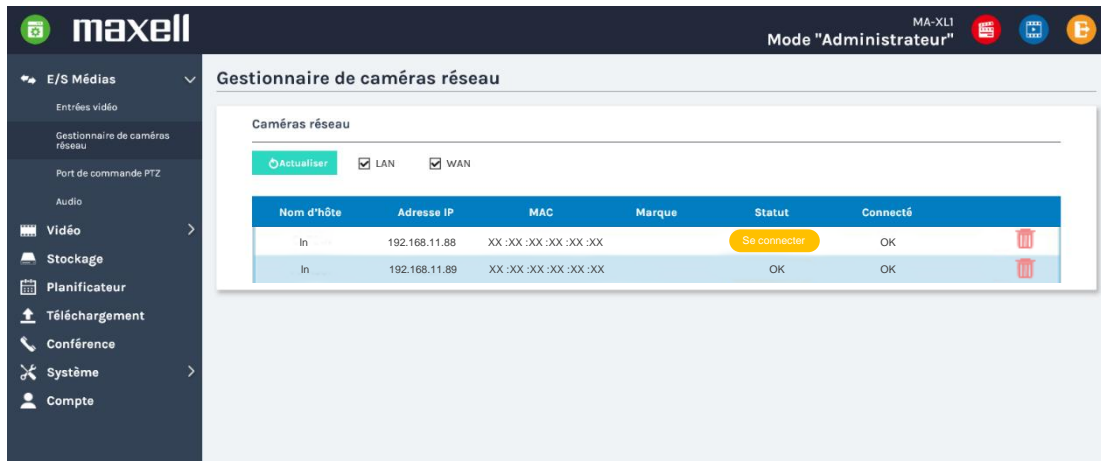 maxell
MA-XL1
Mode "Administrateur"
E/S Médias
Entrées vidéo
Gestionnaire de caméras
réseau
Port de commande PTZ
Audio
Vidéo
Stockage
Planificateur
Téléchargement
Conférence
Système
Compte
Gestionnaire de caméras réseau
Caméras réseau
Actualiser LAN WAN
Nom d'hôte Adresse IP MAC Marque Statut Connecté
In 192.168.11.88 XX :XX :XX :XX :XX :XX Se connecter OK
In 192.168.11.89 XX :XX :XX :XX :XX :XX OK OK